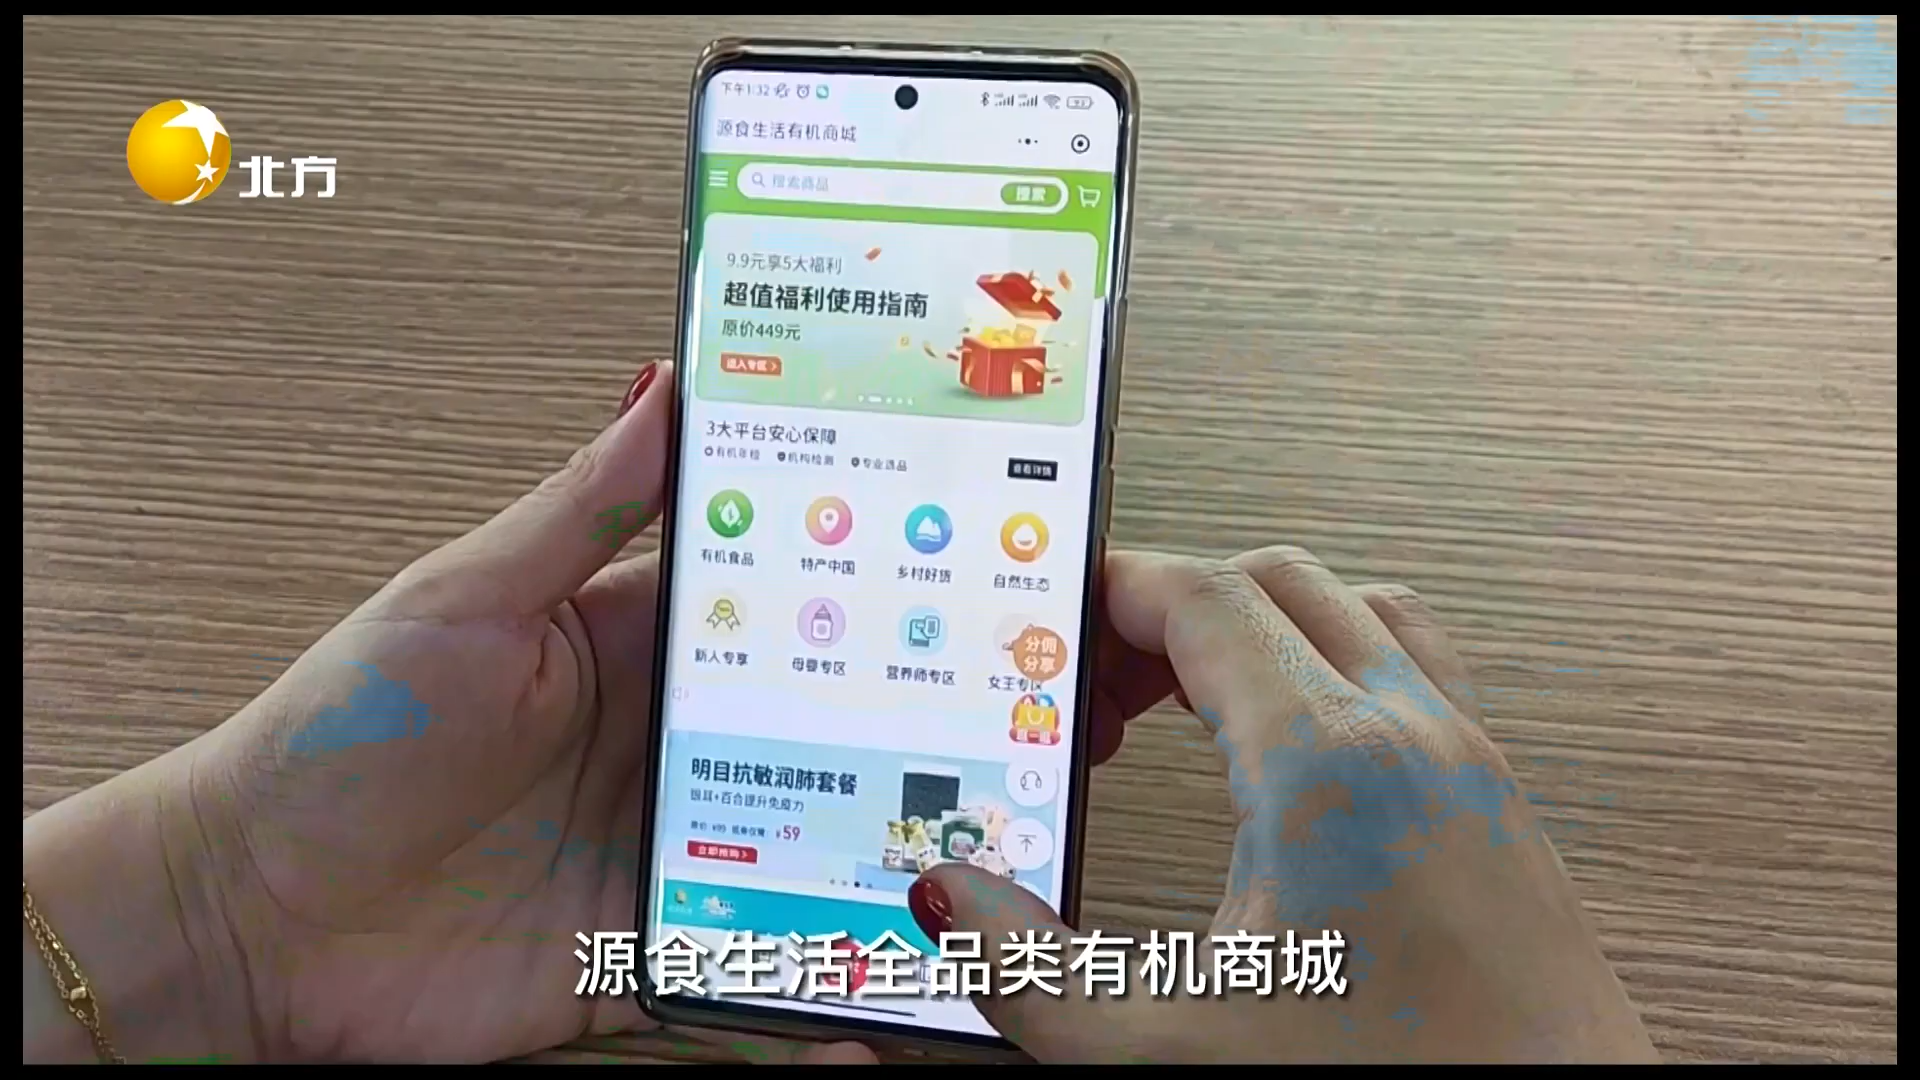 北方
下午1:32
源食生活有机商城
搜索商品
搜索
9.9元享5大福利
超值福利使用指南
原价449元
进入专区
3大平台安心保障
有机年检 机构检测 专业选品
查看详情
有机食品 特产中国 乡村好货 自然生态
新人专享 母婴专区 营养师专区 女王专区
分佣
分享
逛一逛
明目抗敏润肺套餐
银耳+百合提升免疫力
¥59
立即抢购
源食生活全品类有机商城